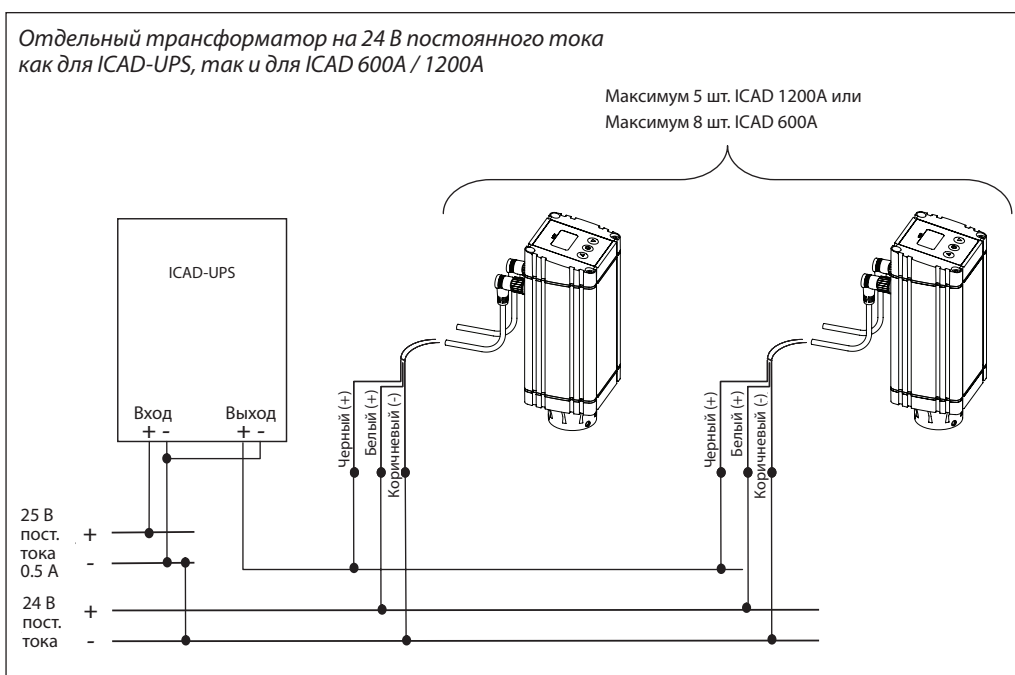 Отдельный трансформатор на 24 В постоянного тока
как для ICAD-UPS, так и для ICAD 600A / 1200A
Максимум 5 шт. ICAD 1200A или
Максимум 8 шт. ICAD 600A
ICAD-UPS
Вход
Выход
+ -
+ -
Черный (+)
Белый (+)
Коричневый (-)
Черный (+)
Белый (+)
Коричневый (-)
25 В
пост.
тока
0.5 А
+
-
24 В
пост.
тока
+
-